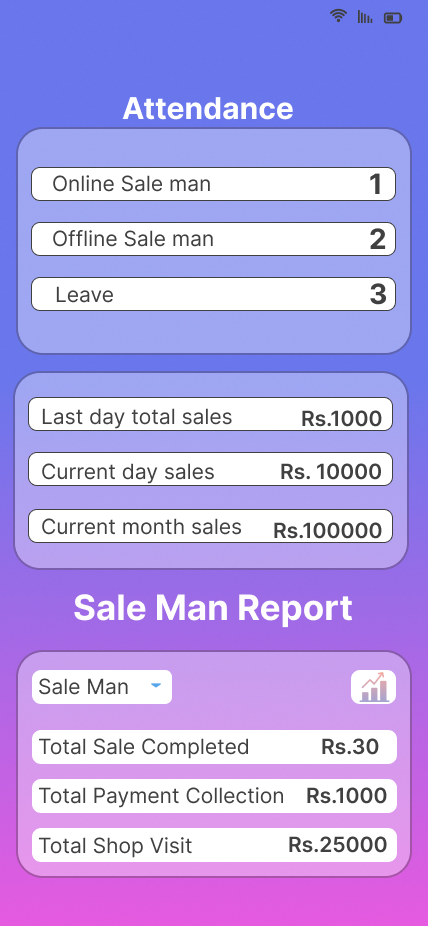 Attendance
Online Sale man 1
Offline Sale man 2
Leave 3
Last day total sales Rs.1000
Current day sales Rs. 10000
Current month sales Rs.100000
Sale Man Report
Sale Man
Total Sale Completed Rs.30
Total Payment Collection Rs.1000
Total Shop Visit Rs.25000